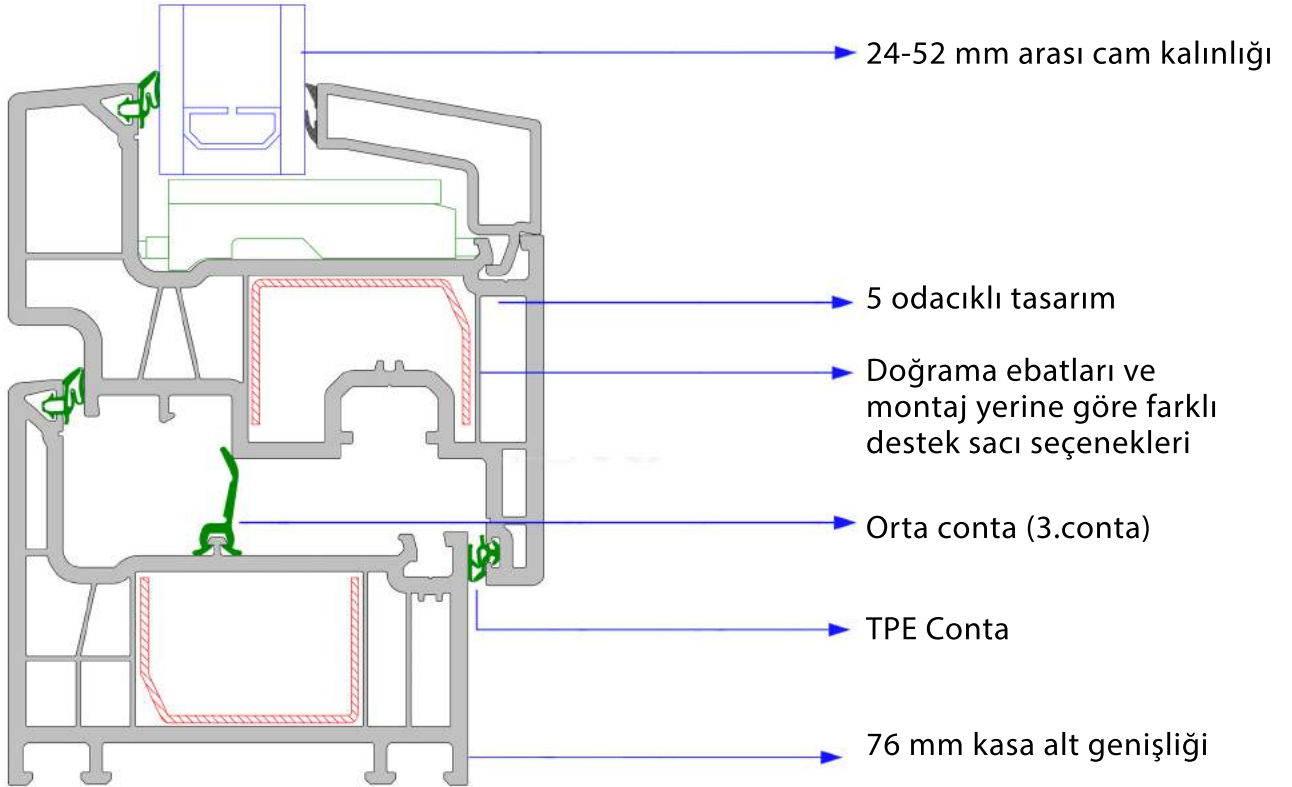 24-52 mm arası cam kalınlığı
5 odacıklı tasarım
Doğrama ebatları ve
montaj yerine göre farklı
destek sacı seçenekleri
Orta conta (3.conta)
TPE Conta
76 mm kasa alt genişliği